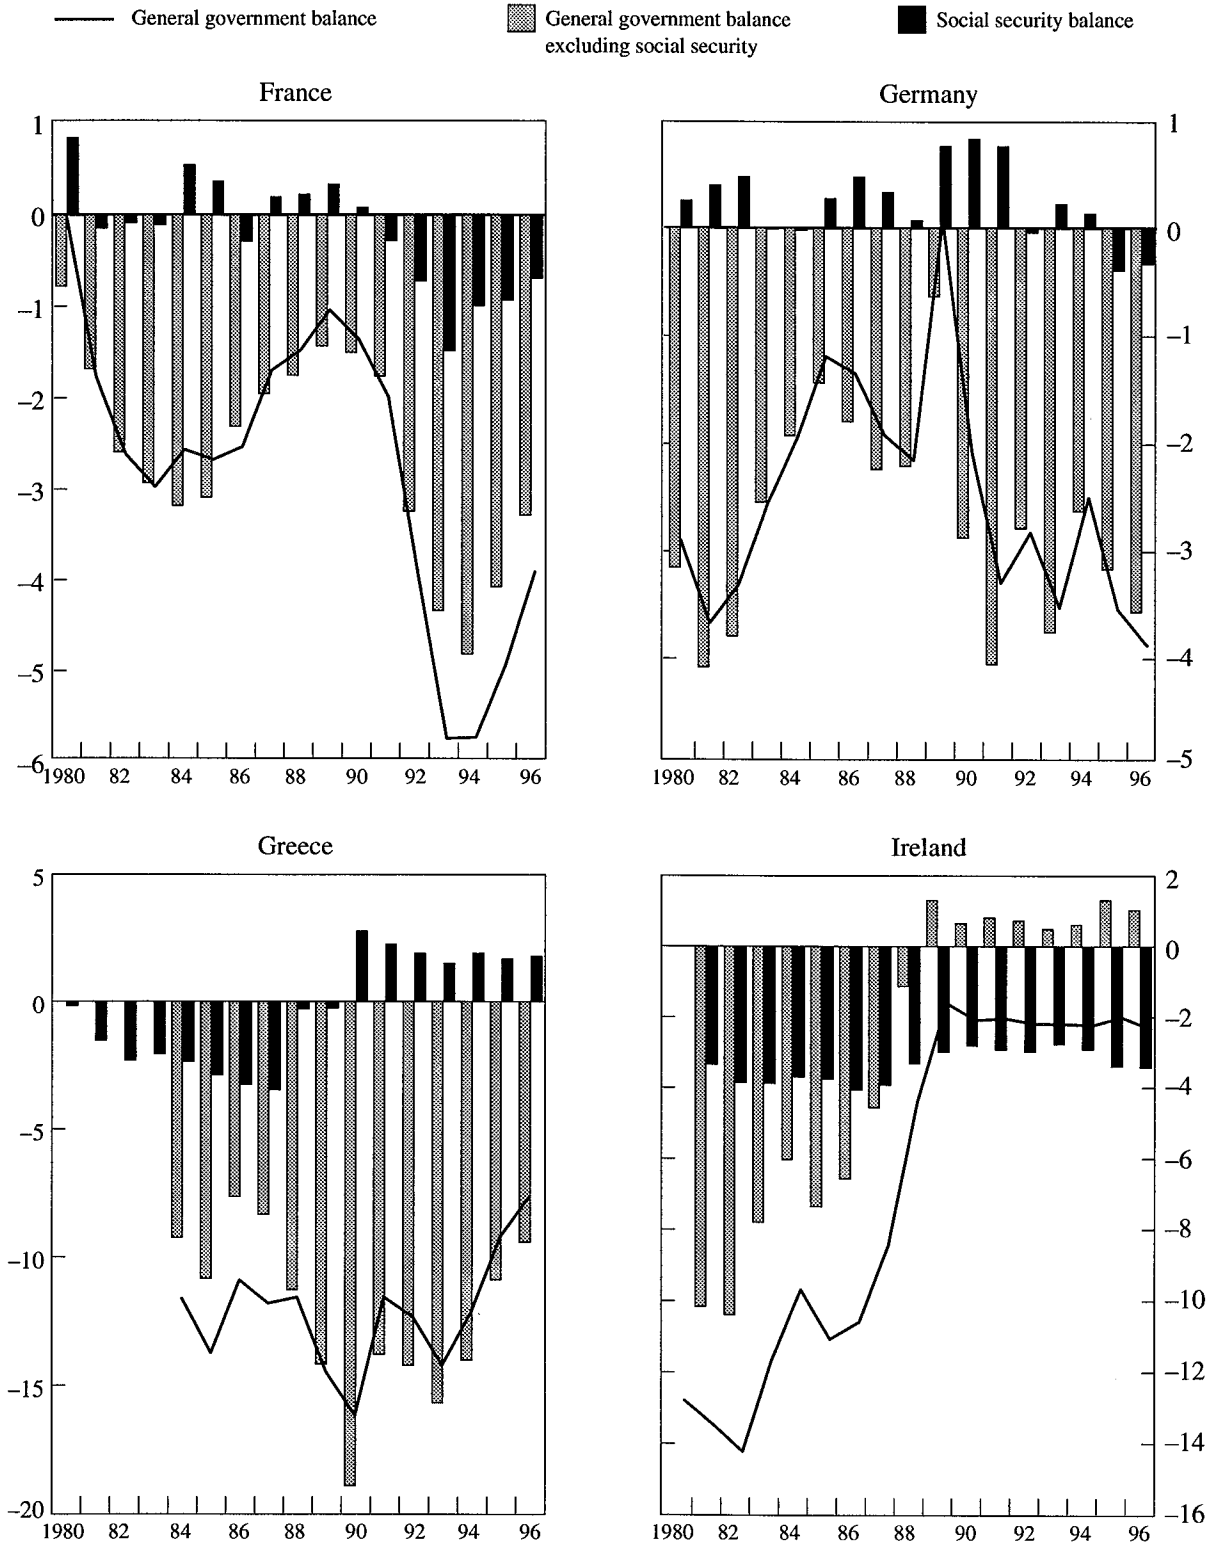 General government balance
General government balance
excluding social security
Social security balance
France
1
0
−1
−2
−3
−4
−5
−6
1980 82 84 86 88 90 92 94 96
Germany
1
0
−1
−2
−3
−4
−5
1980 82 84 86 88 90 92 94 96
Greece
5
0
−5
−10
−15
−20
1980 82 84 86 88 90 92 94 96
Ireland
2
0
−2
−4
−6
−8
−10
−12
−14
−16
1980 82 84 86 88 90 92 94 96